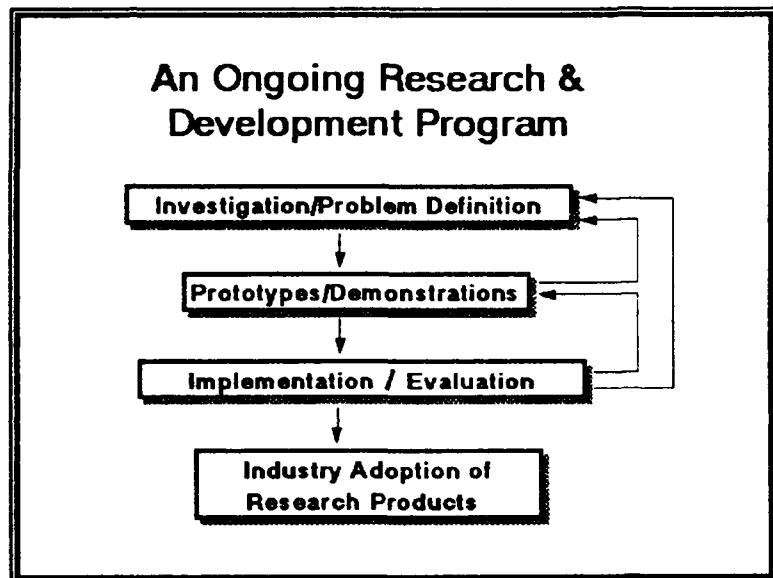 An Ongoing Research &
Development Program
Investigation/Problem Definition
Prototypes/Demonstrations
Implementation / Evaluation
Industry Adoption of
Research Products